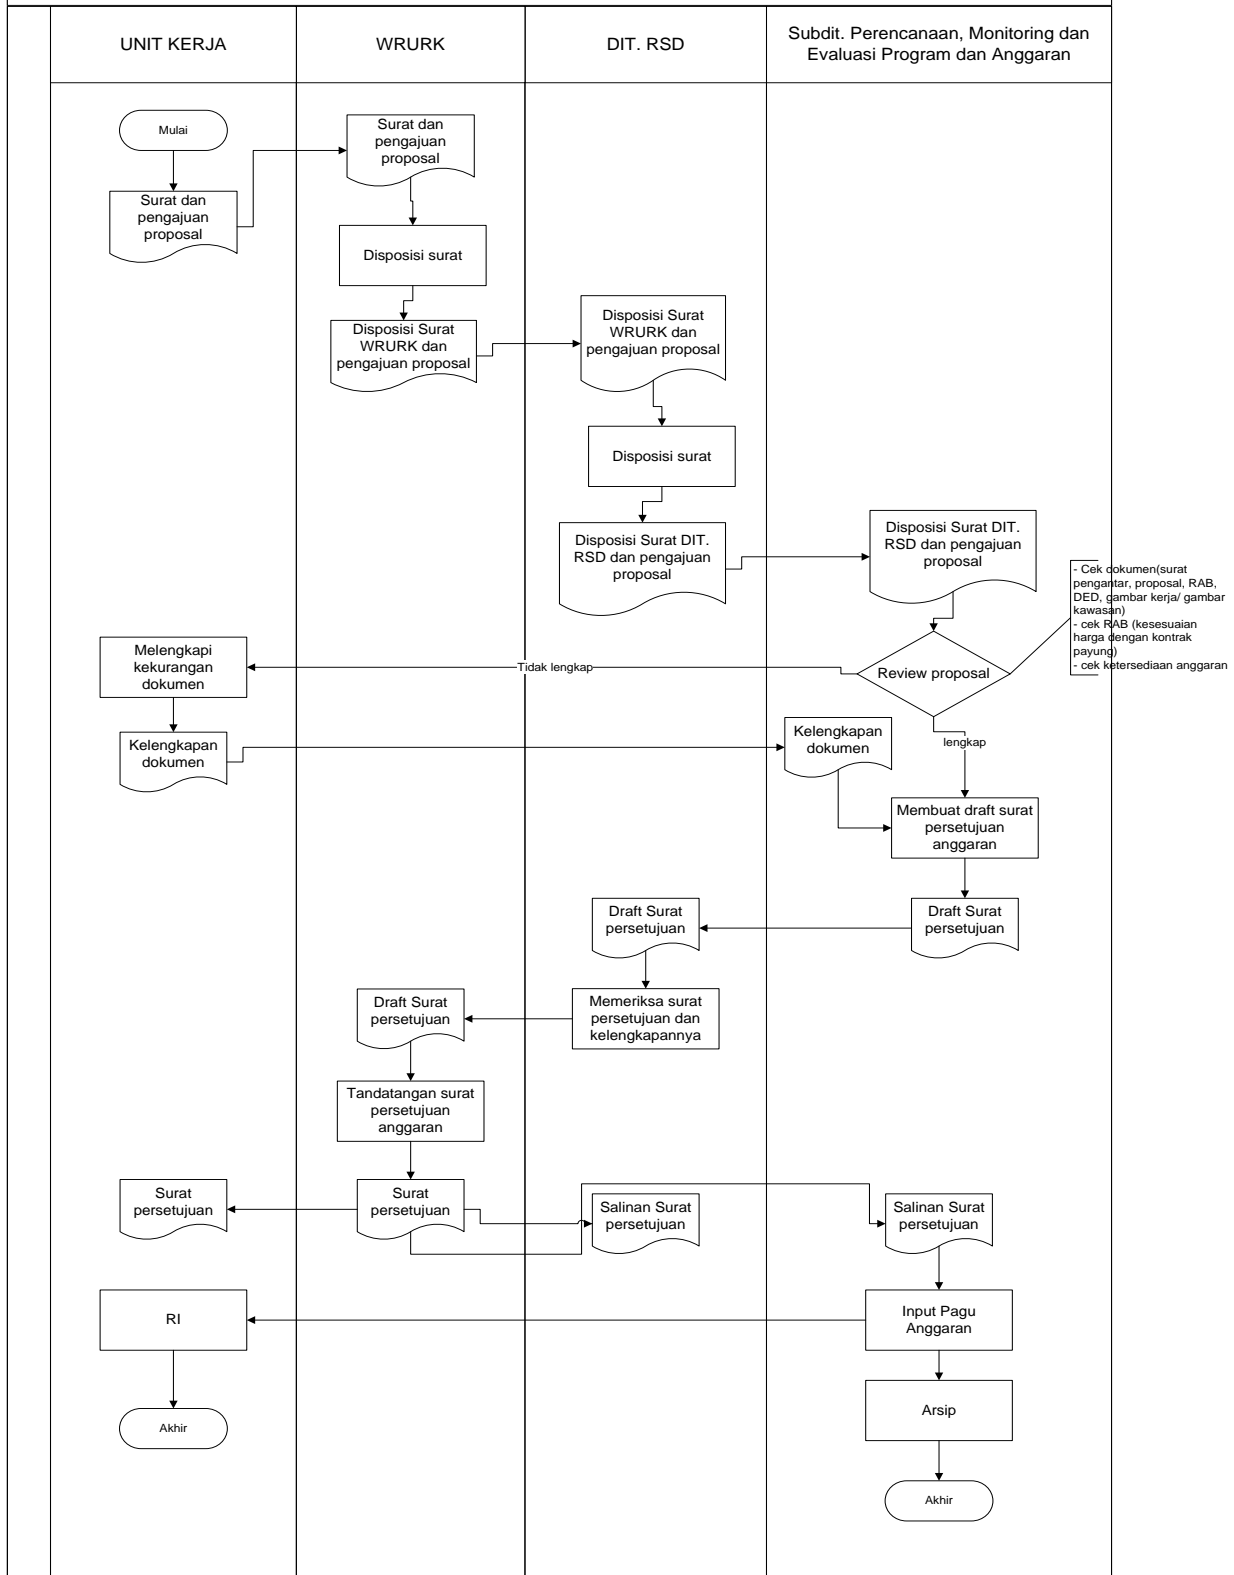 UNIT KERJA
WRURK
DIT. RSD
Subdit. Perencanaan, Monitoring dan
Evaluasi Program dan Anggaran
Mulai
Surat dan
pengajuan
proposal
Surat dan
pengajuan
proposal
Disposisi surat
Disposisi Surat
WRURK dan
pengajuan proposal
Disposisi Surat
WRURK dan
pengajuan proposal
Disposisi surat
Disposisi Surat DIT.
RSD dan pengajuan
proposal
Disposisi Surat DIT.
RSD dan pengajuan
proposal
- Cek dokumen(surat
pengantar, proposal, RAB,
DED, gambar kerja/ gambar
kawasan)
- cek RAB (kesesuaian
harga dengan kontrak
payung)
- cek ketersediaan anggaran
Review proposal
Tidak lengkap
Melengkapi
kekurangan
dokumen
Kelengkapan
dokumen
Kelengkapan
dokumen
lengkap
Membuat draft surat
persetujuan
anggaran
Draft Surat
persetujuan
Draft Surat
persetujuan
Memeriksa surat
persetujuan dan
kelengkapannya
Draft Surat
persetujuan
Tandatangan surat
persetujuan
anggaran
Surat
persetujuan
Surat
persetujuan
Salinan Surat
persetujuan
Salinan Surat
persetujuan
Input Pagu
Anggaran
RI
Akhir
Arsip
Akhir